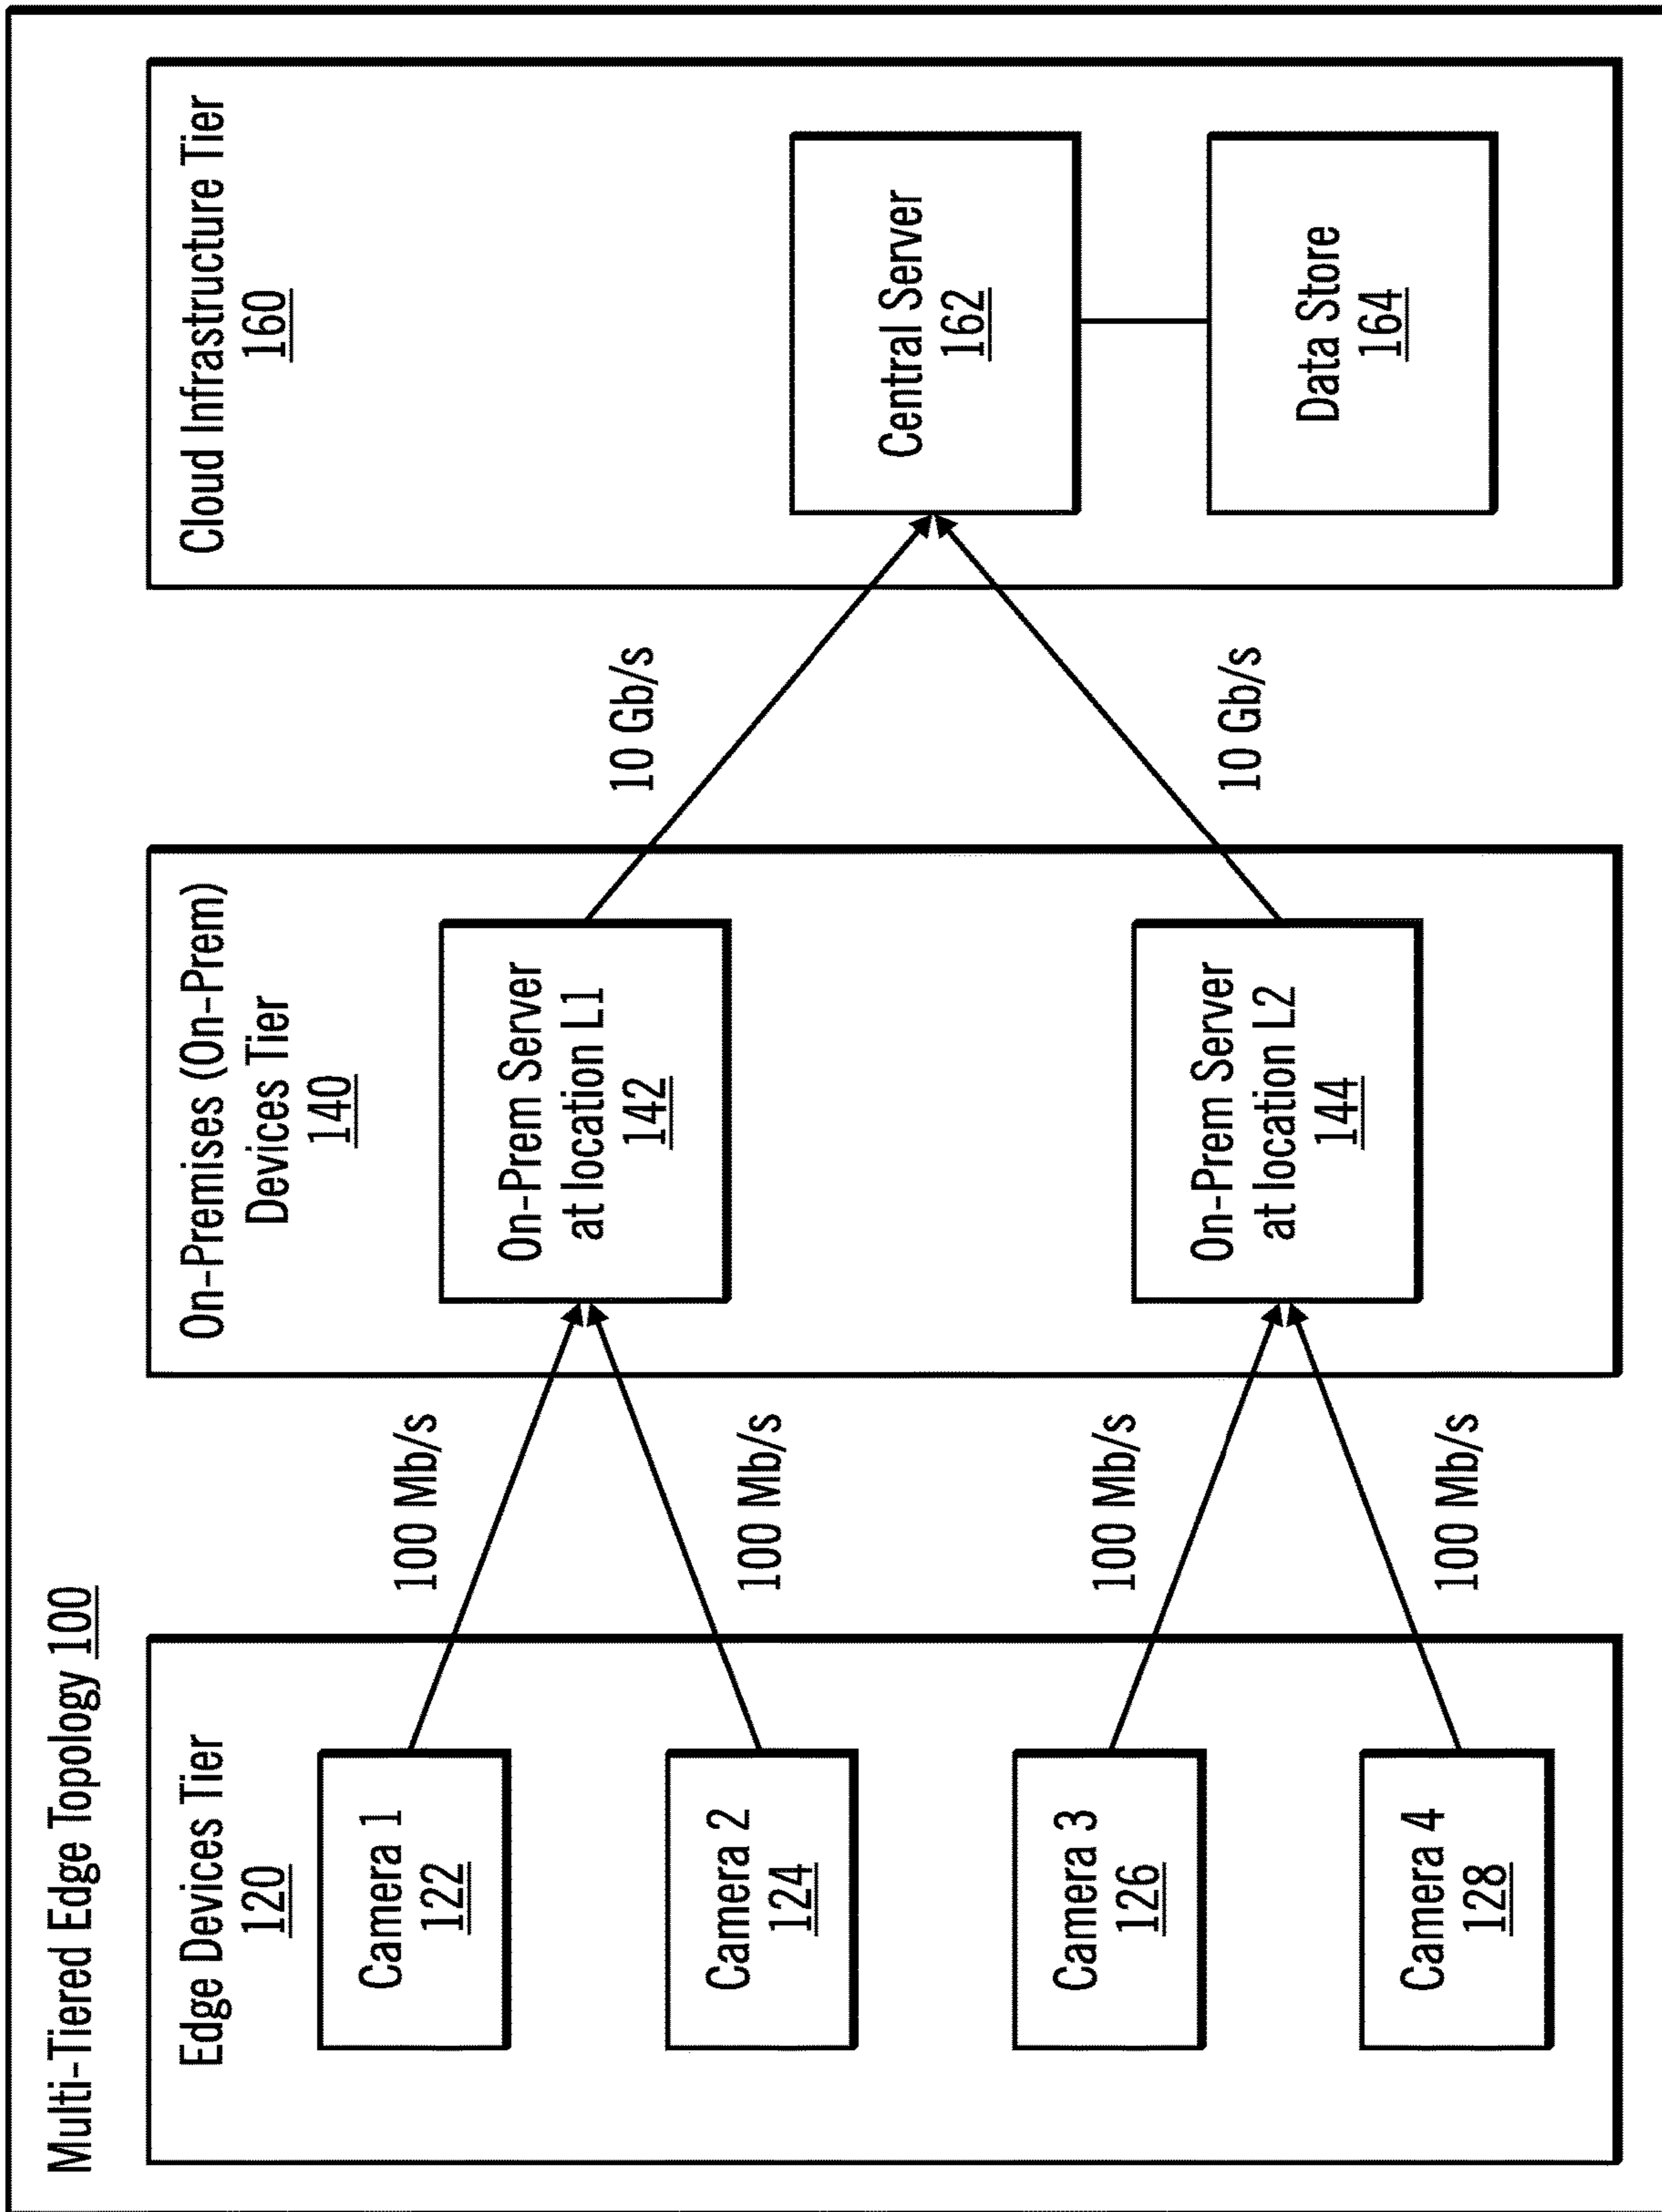 Multi-Tiered Edge Topology 100
Edge Devices Tier
120
Camera 1
122
Camera 2
124
Camera 3
126
Camera 4
128
100 Mb/s
100 Mb/s
100 Mb/s
100 Mb/s
On-Premises (On-Prem)
Devices Tier
140
On-Prem Server
at location L1
142
On-Prem Server
at location L2
144
10 Gb/s
10 Gb/s
Cloud Infrastructure Tier
160
Central Server
162
Data Store
164